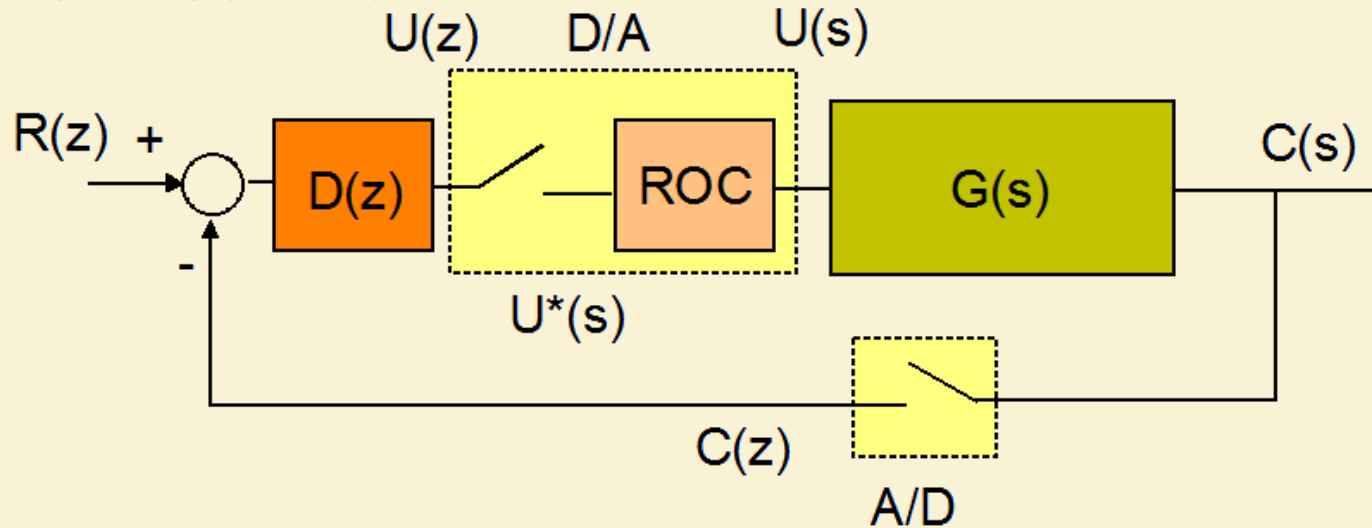 U(z) D/A U(s)
R(z) + C(s)
D(z) ROC G(s)
-
U*(s)
C(z)
A/D